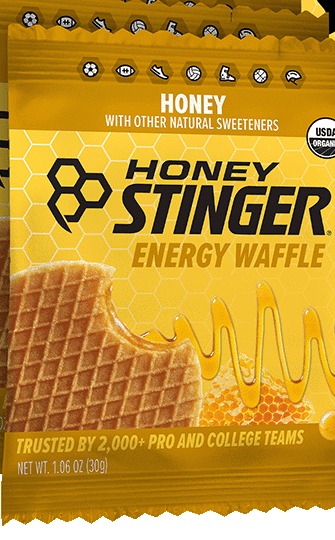 HONEY
WITH OTHER NATURAL SWEETENERS
USDA
ORGANIC
HONEY
STINGER®
ENERGY WAFFLE
TRUSTED BY 2,000+ PRO AND COLLEGE TEAMS
NET WT. 1.06 OZ (30g)